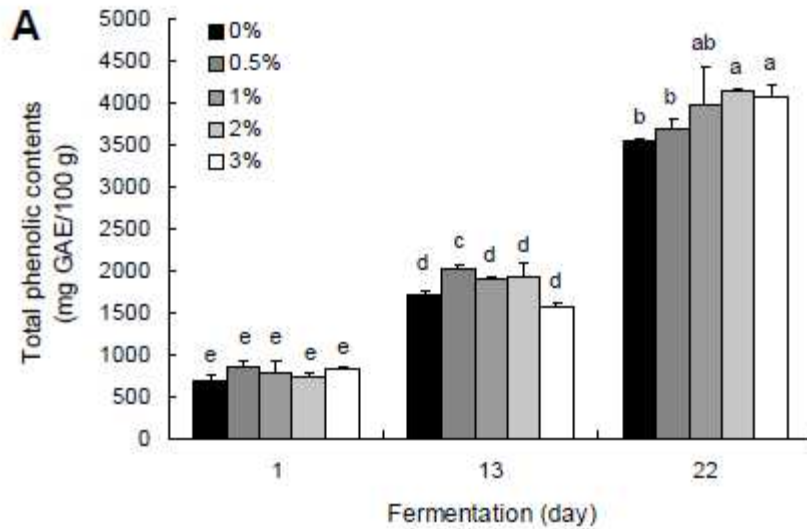 A
Total phenolic contents
(mg GAE/100 g)
5000
4500
4000
3500
3000
2500
2000
1500
1000
500
0
0%
0.5%
1%
2%
3%
e e e e e
d c d d d
b b ab a a
1 13 22
Fermentation (day)